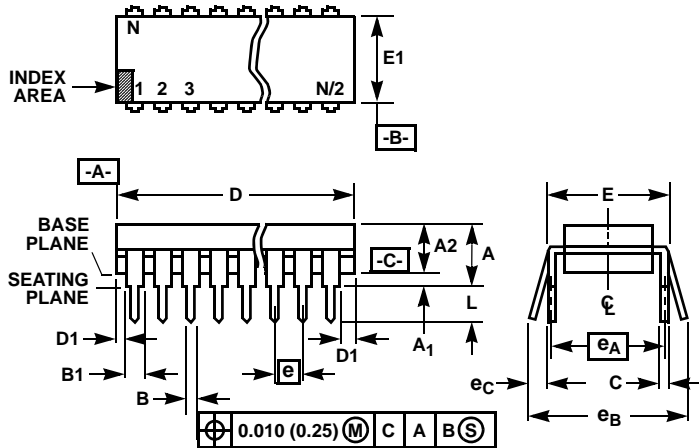 N
INDEX
AREA
1 2 3 N/2
E1
-B-
-A-
D
E
BASE
PLANE
-C-
A2
A
SEATING
PLANE
L
D1
B1
B
e
D1
A1
C̲L
eA
eC
C
eB
⌖ 0.010 (0.25) Ⓜ C A B Ⓢ